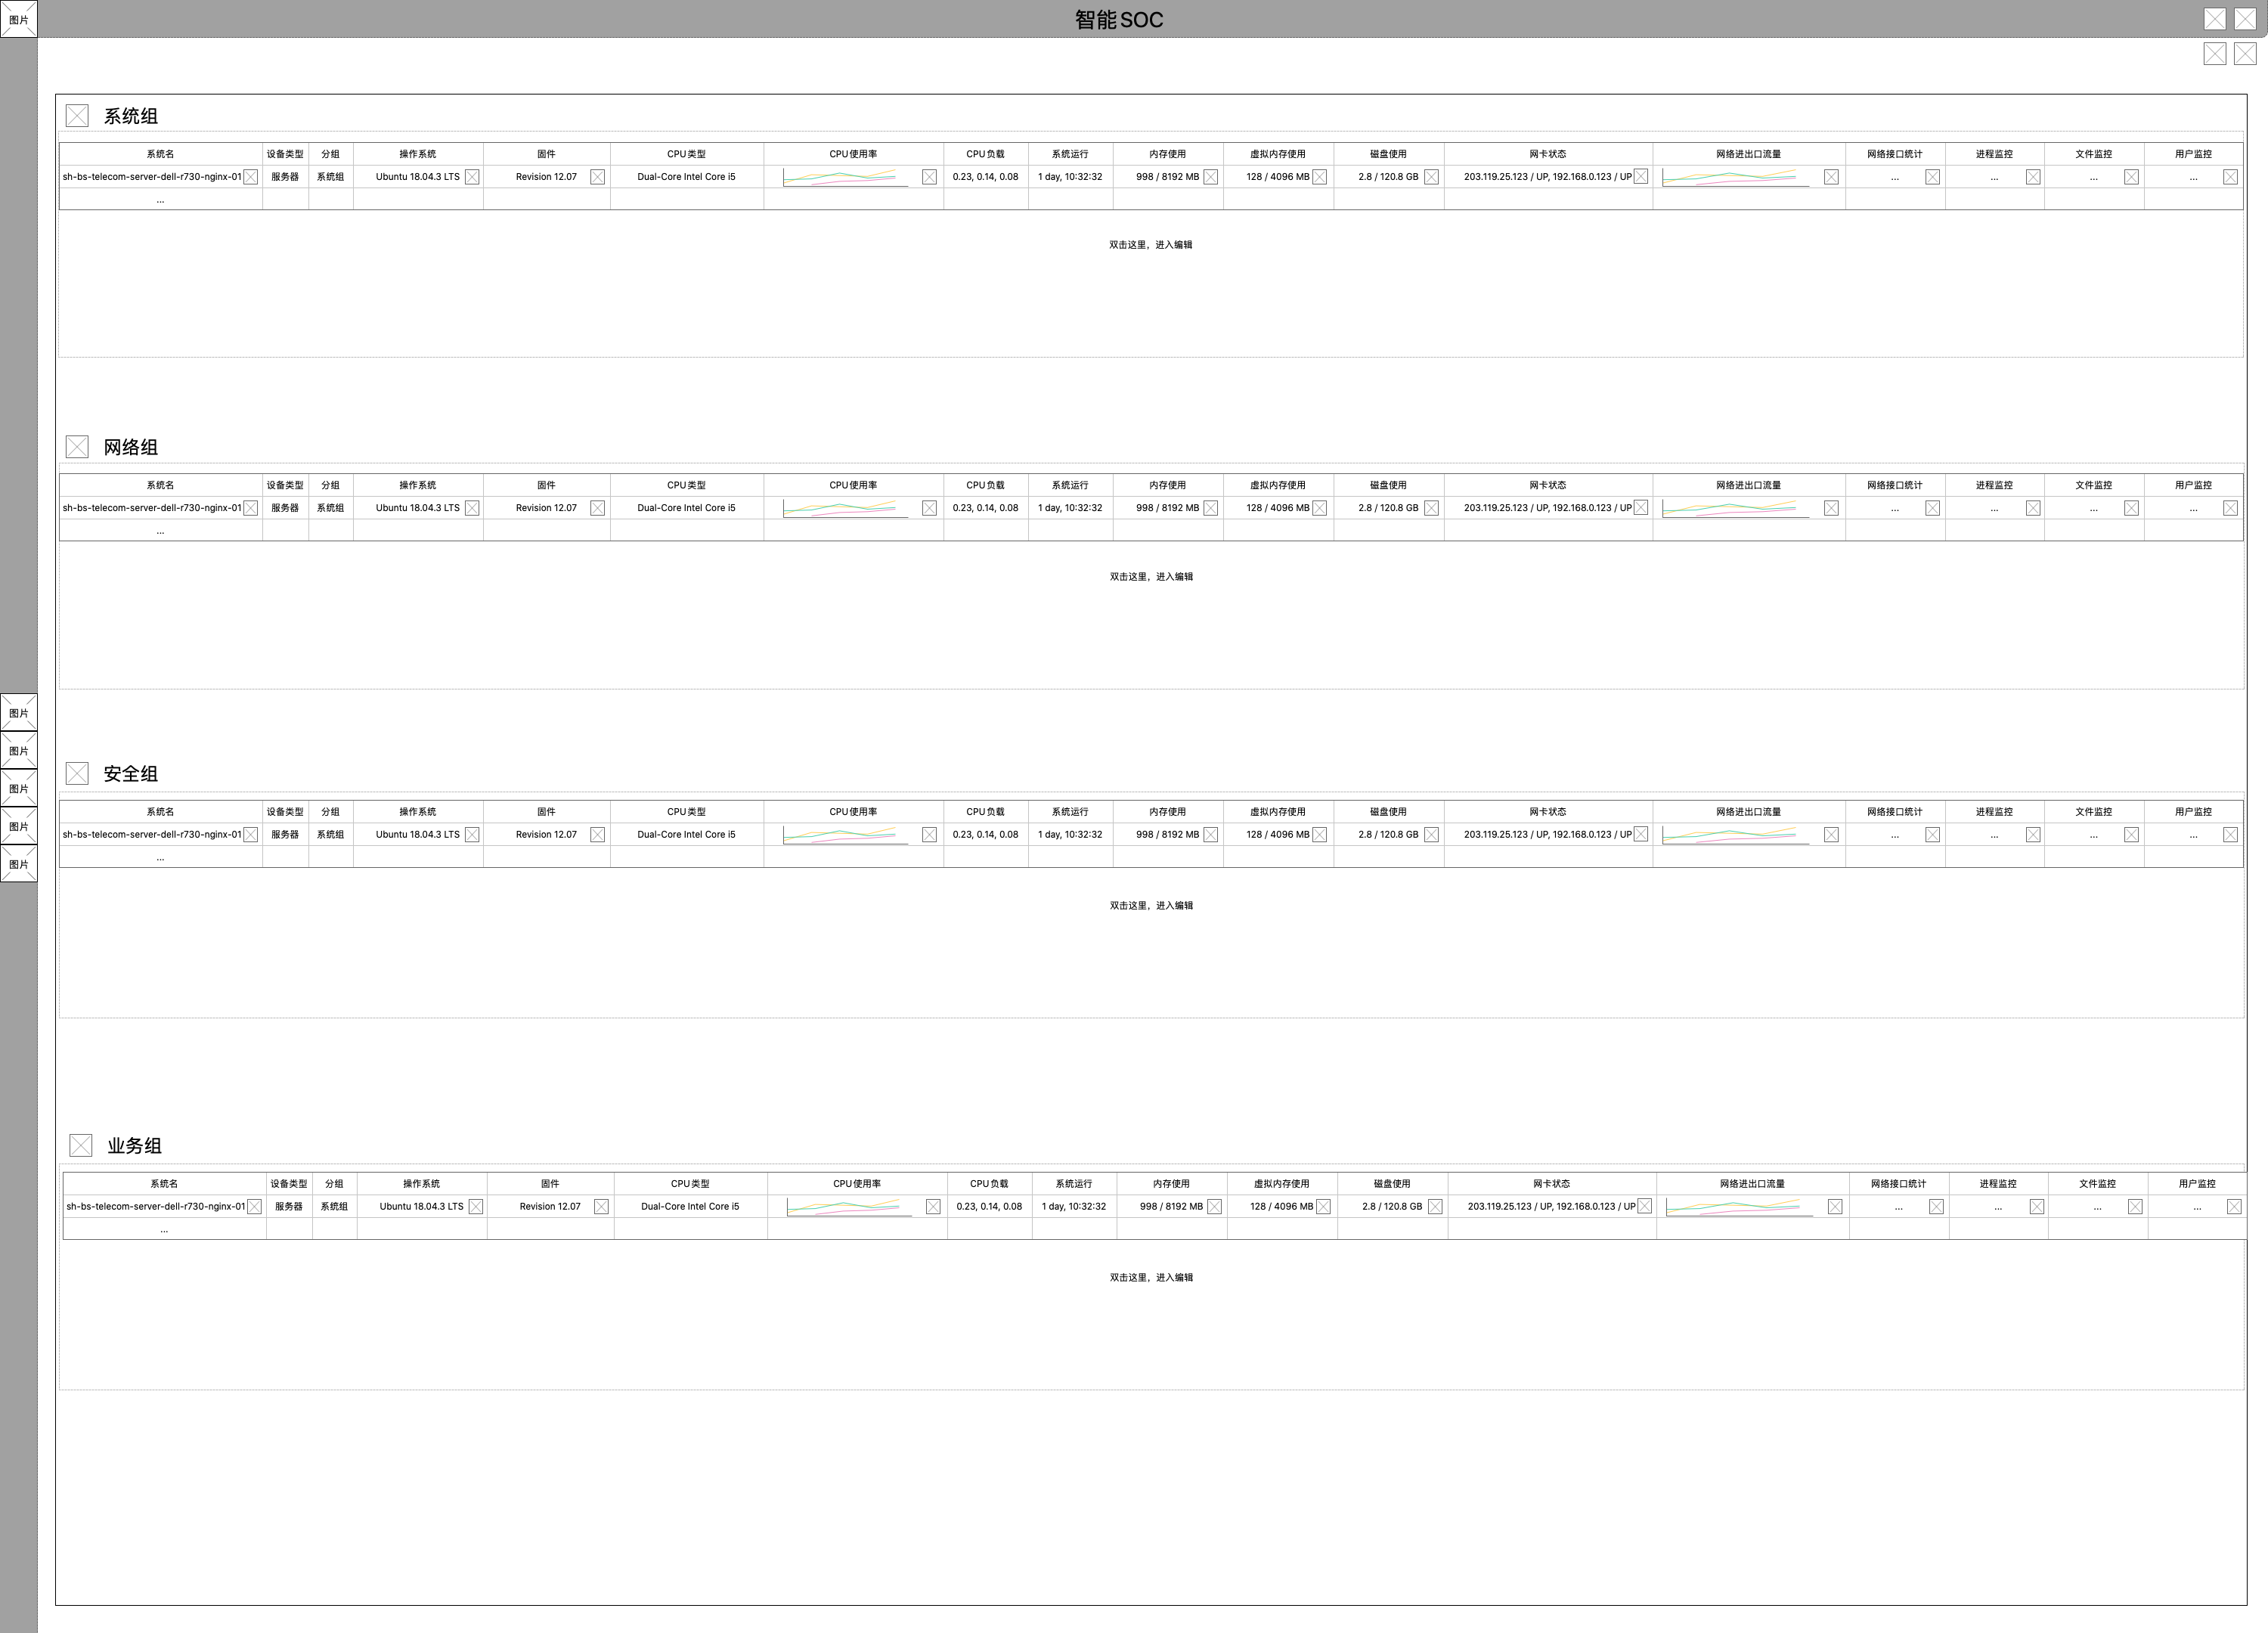 图片
智能SOC
系统组
系统名 设备类型 分组 操作系统 固件 CPU类型 CPU使用率 CPU负载 系统运行 内存使用 虚拟内存使用 磁盘使用 网卡状态 网络进出口流量 网络接口统计 进程监控 文件监控 用户监控
sh-bs-telecom-server-dell-r730-nginx-01 服务器 系统组 Ubuntu 18.04.3 LTS Revision 12.07 Dual-Core Intel Core i5 0.23, 0.14, 0.08 1 day, 10:32:32 998 / 8192 MB 128 / 4096 MB 2.8 / 120.8 GB 203.119.25.123 / UP, 192.168.0.123 / UP ... ... ... ...
...
双击这里，进入编辑
网络组
系统名 设备类型 分组 操作系统 固件 CPU类型 CPU使用率 CPU负载 系统运行 内存使用 虚拟内存使用 磁盘使用 网卡状态 网络进出口流量 网络接口统计 进程监控 文件监控 用户监控
sh-bs-telecom-server-dell-r730-nginx-01 服务器 系统组 Ubuntu 18.04.3 LTS Revision 12.07 Dual-Core Intel Core i5 0.23, 0.14, 0.08 1 day, 10:32:32 998 / 8192 MB 128 / 4096 MB 2.8 / 120.8 GB 203.119.25.123 / UP, 192.168.0.123 / UP ... ... ... ...
...
双击这里，进入编辑
图片
图片
图片
图片
图片
安全组
系统名 设备类型 分组 操作系统 固件 CPU类型 CPU使用率 CPU负载 系统运行 内存使用 虚拟内存使用 磁盘使用 网卡状态 网络进出口流量 网络接口统计 进程监控 文件监控 用户监控
sh-bs-telecom-server-dell-r730-nginx-01 服务器 系统组 Ubuntu 18.04.3 LTS Revision 12.07 Dual-Core Intel Core i5 0.23, 0.14, 0.08 1 day, 10:32:32 998 / 8192 MB 128 / 4096 MB 2.8 / 120.8 GB 203.119.25.123 / UP, 192.168.0.123 / UP ... ... ... ...
...
双击这里，进入编辑
业务组
系统名 设备类型 分组 操作系统 固件 CPU类型 CPU使用率 CPU负载 系统运行 内存使用 虚拟内存使用 磁盘使用 网卡状态 网络进出口流量 网络接口统计 进程监控 文件监控 用户监控
sh-bs-telecom-server-dell-r730-nginx-01 服务器 系统组 Ubuntu 18.04.3 LTS Revision 12.07 Dual-Core Intel Core i5 0.23, 0.14, 0.08 1 day, 10:32:32 998 / 8192 MB 128 / 4096 MB 2.8 / 120.8 GB 203.119.25.123 / UP, 192.168.0.123 / UP ... ... ... ...
...
双击这里，进入编辑